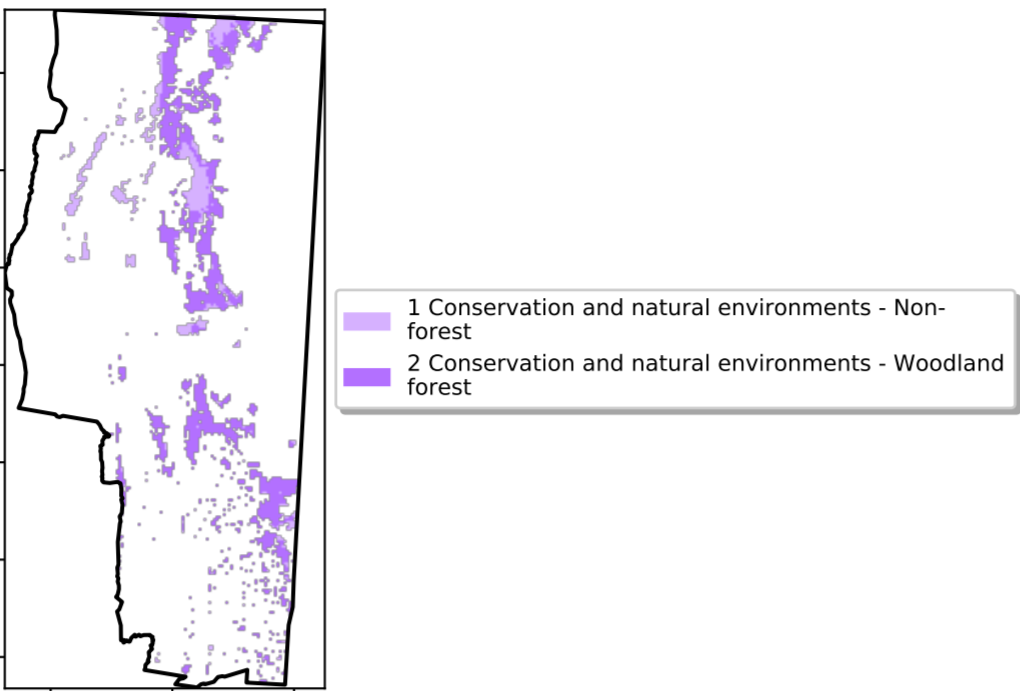 1 Conservation and natural environments - Non-
forest
2 Conservation and natural environments - Woodland
forest